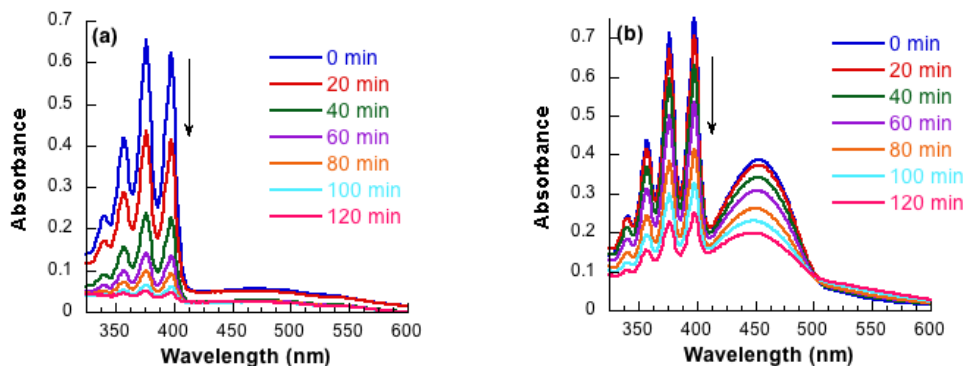 (a)
0.7
0.6
0.5
0.4
0.3
0.2
0.1
0
Absorbance
0 min
20 min
40 min
60 min
80 min
100 min
120 min
350 400 450 500 550 600
Wavelength (nm)
(b)
0.7
0.6
0.5
0.4
0.3
0.2
0.1
0
Absorbance
0 min
20 min
40 min
60 min
80 min
100 min
120 min
350 400 450 500 550 600
Wavelength (nm)